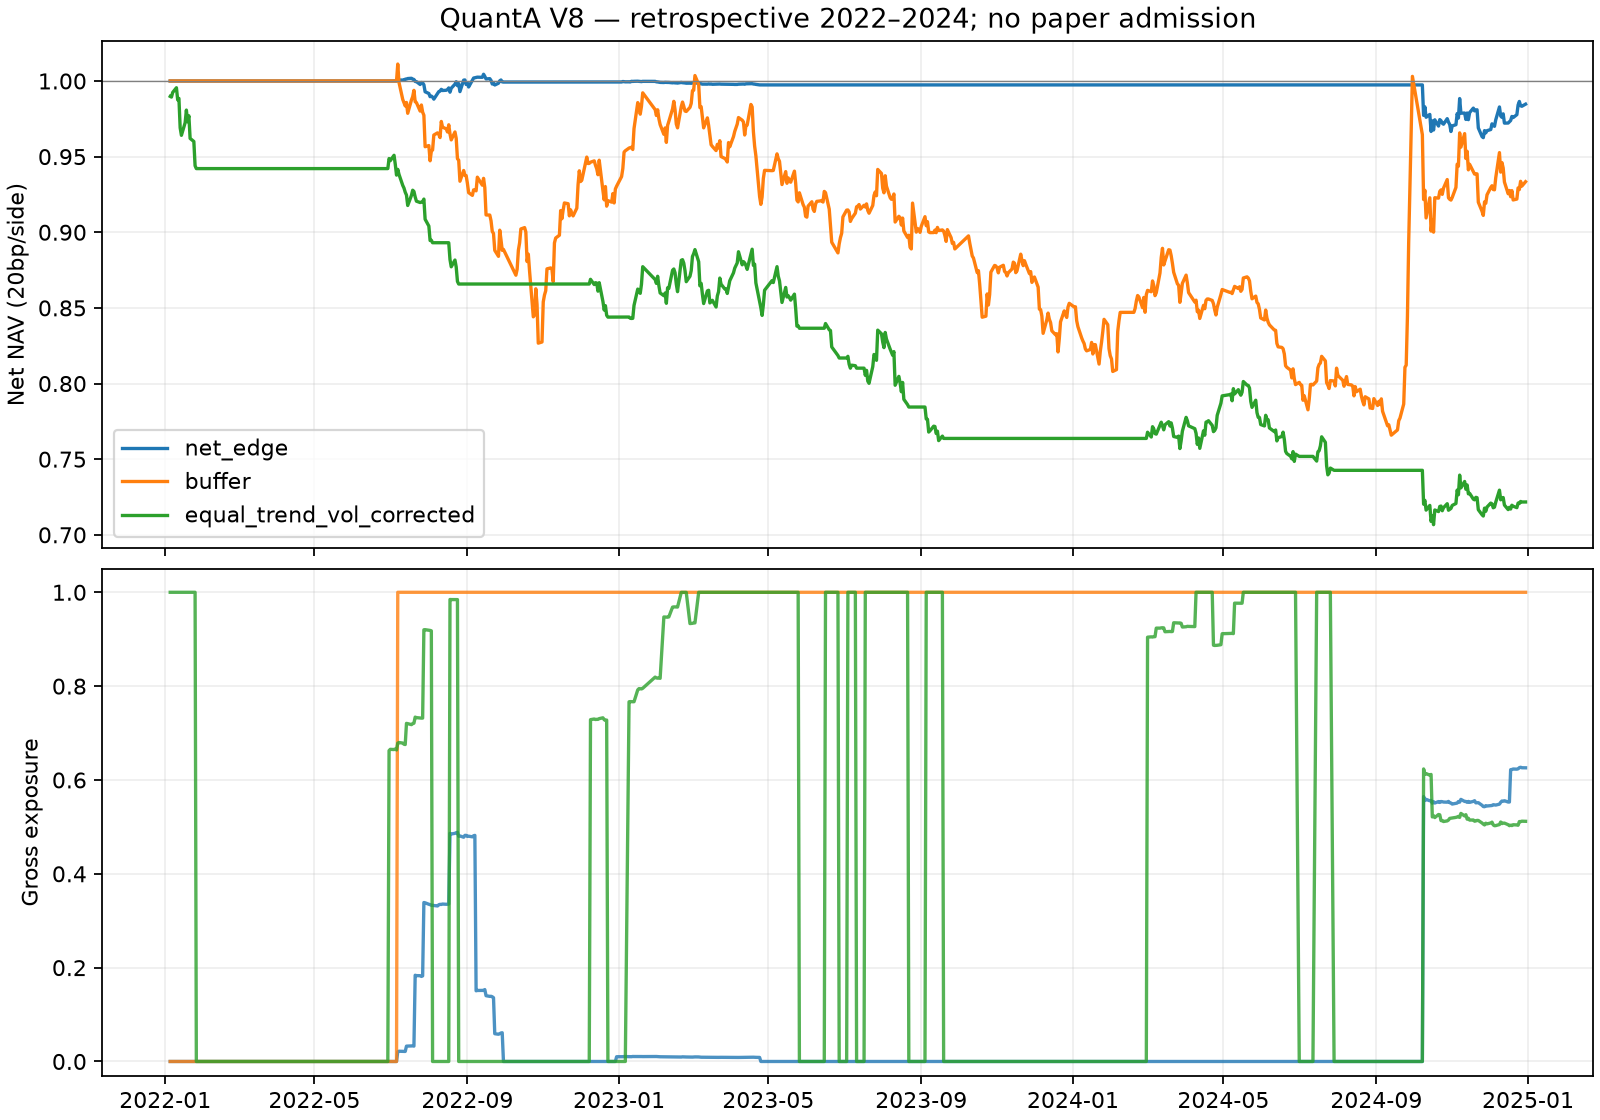 QuantA V8 — retrospective 2022–2024; no paper admission
Net NAV (20bp/side)
1.00
0.95
0.90
0.85
0.80
0.75
0.70
net_edge
buffer
equal_trend_vol_corrected
Gross exposure
1.0
0.8
0.6
0.4
0.2
0.0
2022-01 2022-05 2022-09 2023-01 2023-05 2023-09 2024-01 2024-05 2024-09 2025-01